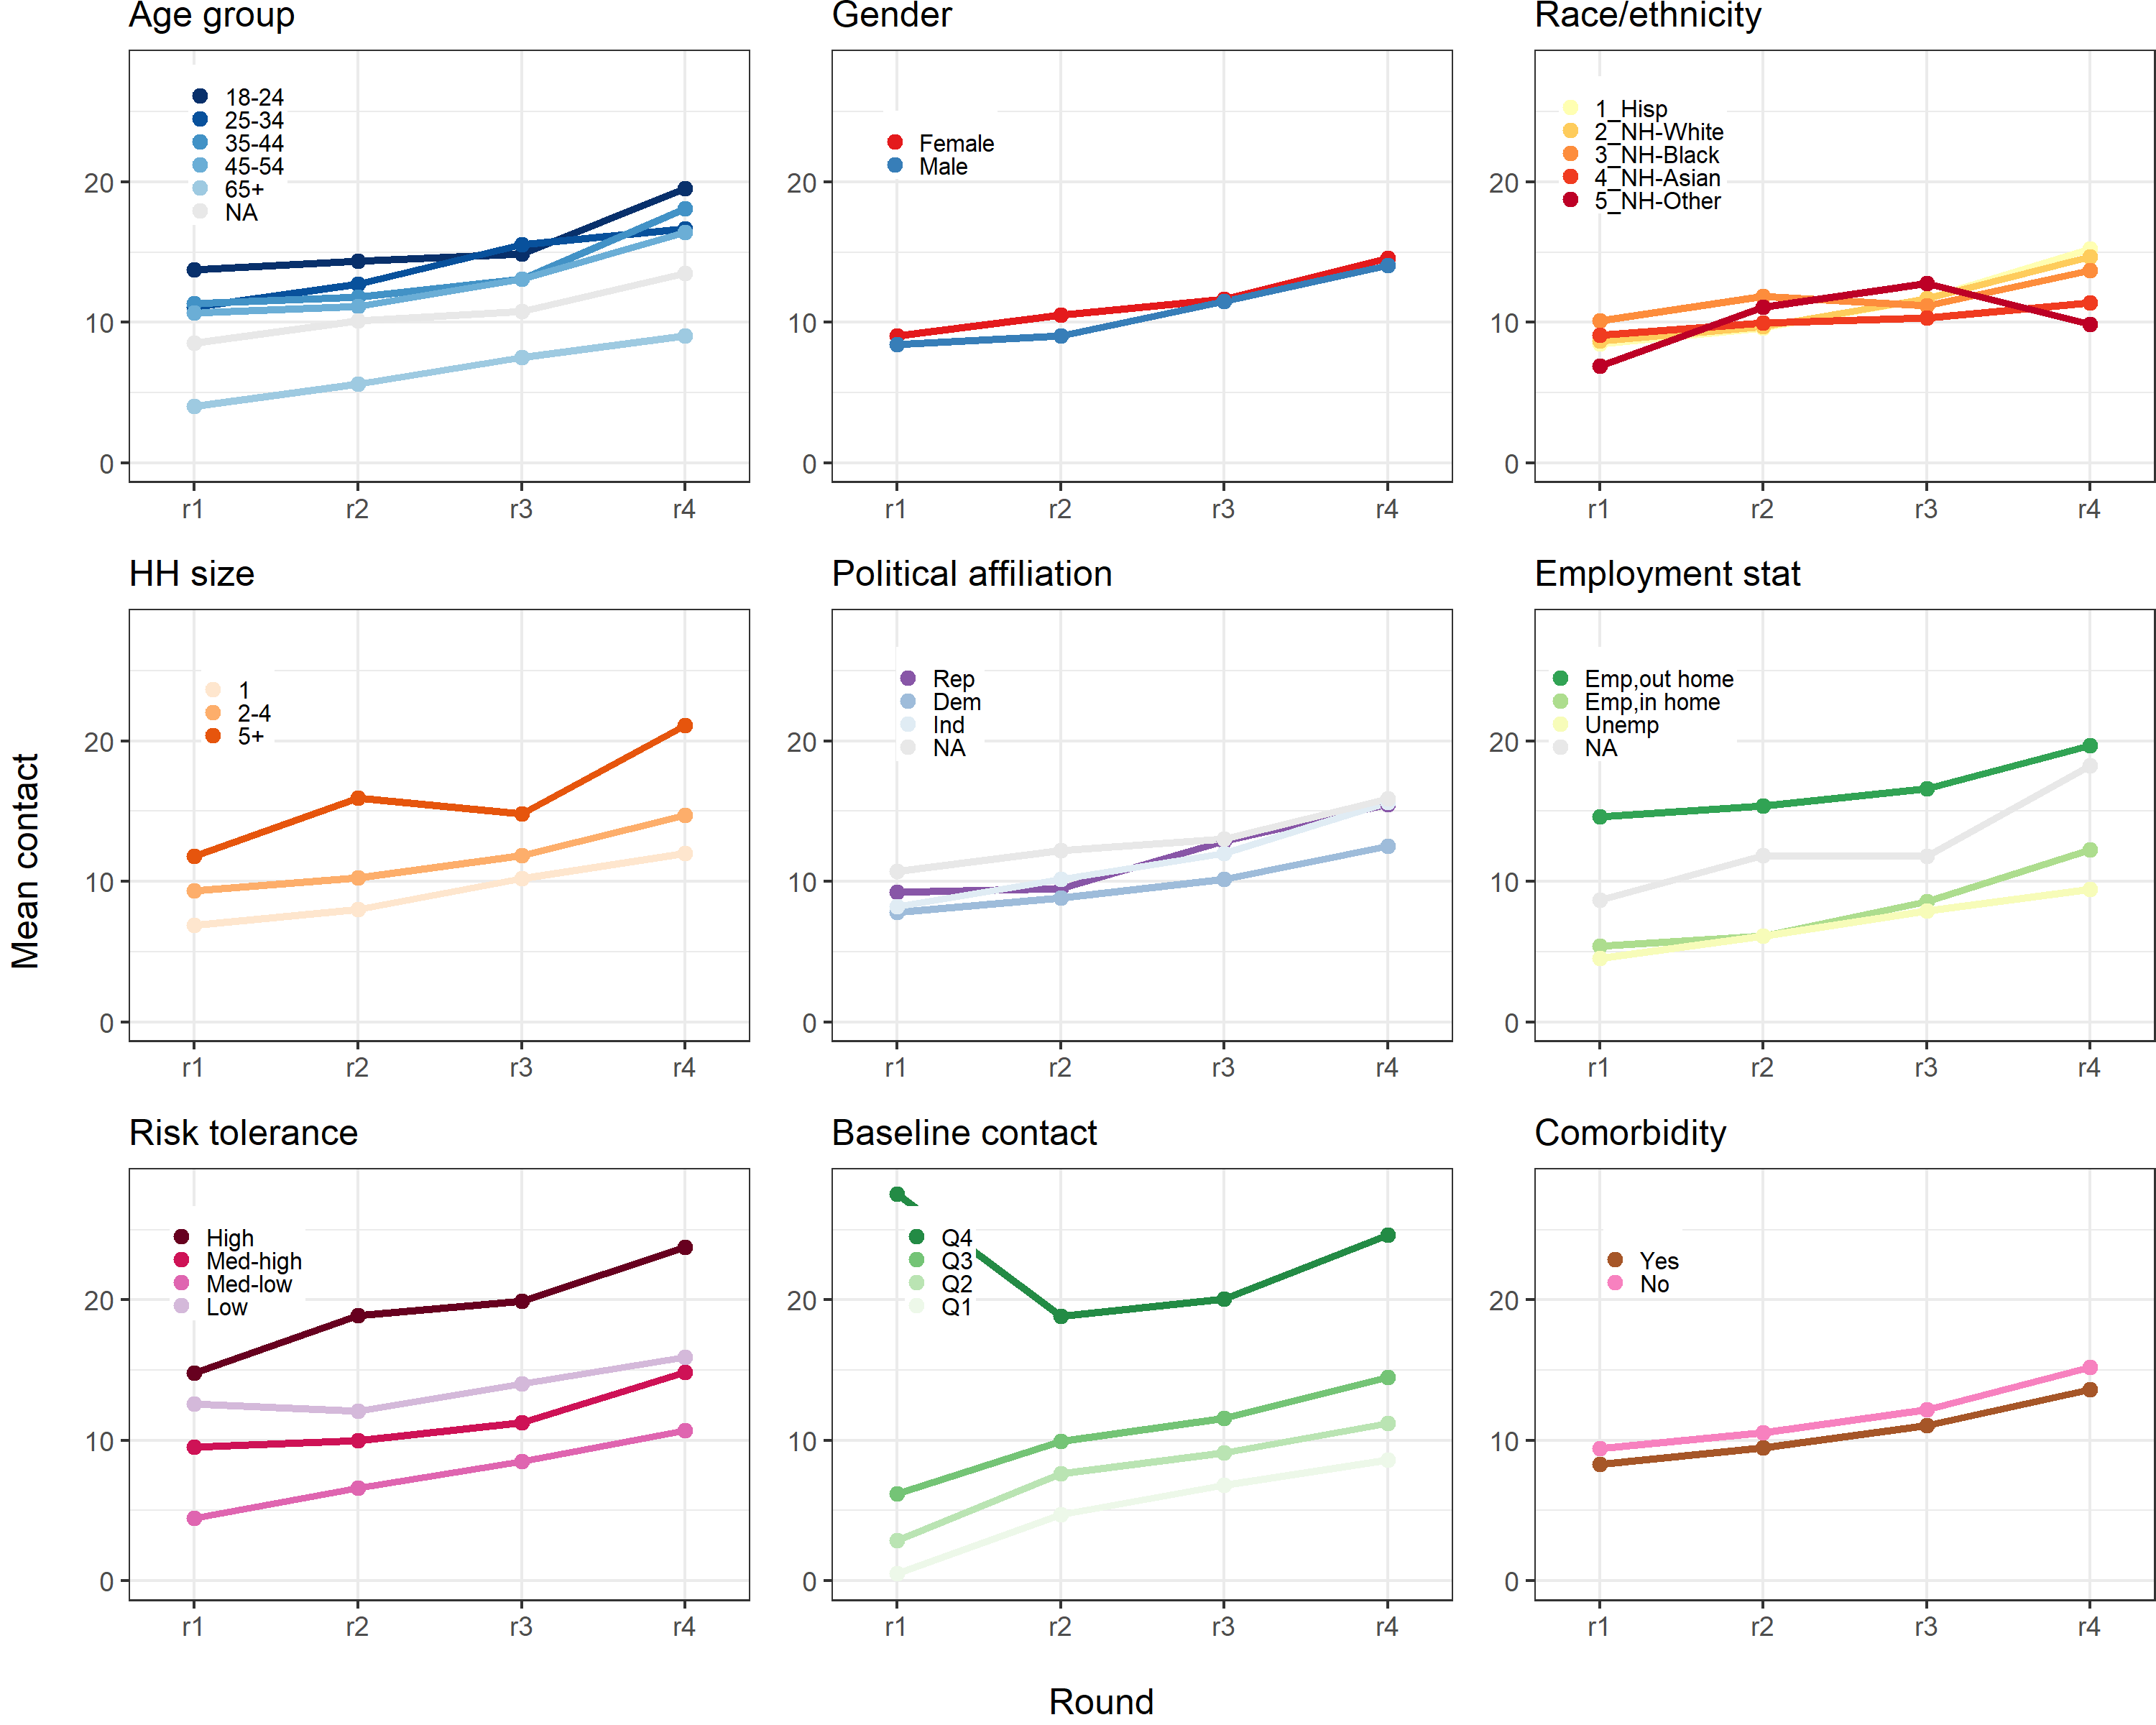 Age group
18-24
25-34
35-44
45-54
65+
NA
20
10
0
r1 r2 r3 r4
Gender
Female
Male
20
10
0
r1 r2 r3 r4
Race/ethnicity
1_Hisp
2_NH-White
3_NH-Black
4_NH-Asian
5_NH-Other
20
10
0
r1 r2 r3 r4
Mean contact
HH size
1
2-4
5+
20
10
0
r1 r2 r3 r4
Political affiliation
Rep
Dem
Ind
NA
20
10
0
r1 r2 r3 r4
Employment stat
Emp,out home
Emp,in home
Unemp
NA
20
10
0
r1 r2 r3 r4
Risk tolerance
High
Med-high
Med-low
Low
20
10
0
r1 r2 r3 r4
Baseline contact
Q4
Q3
Q2
Q1
20
10
0
r1 r2 r3 r4
Comorbidity
Yes
No
20
10
0
r1 r2 r3 r4
Round